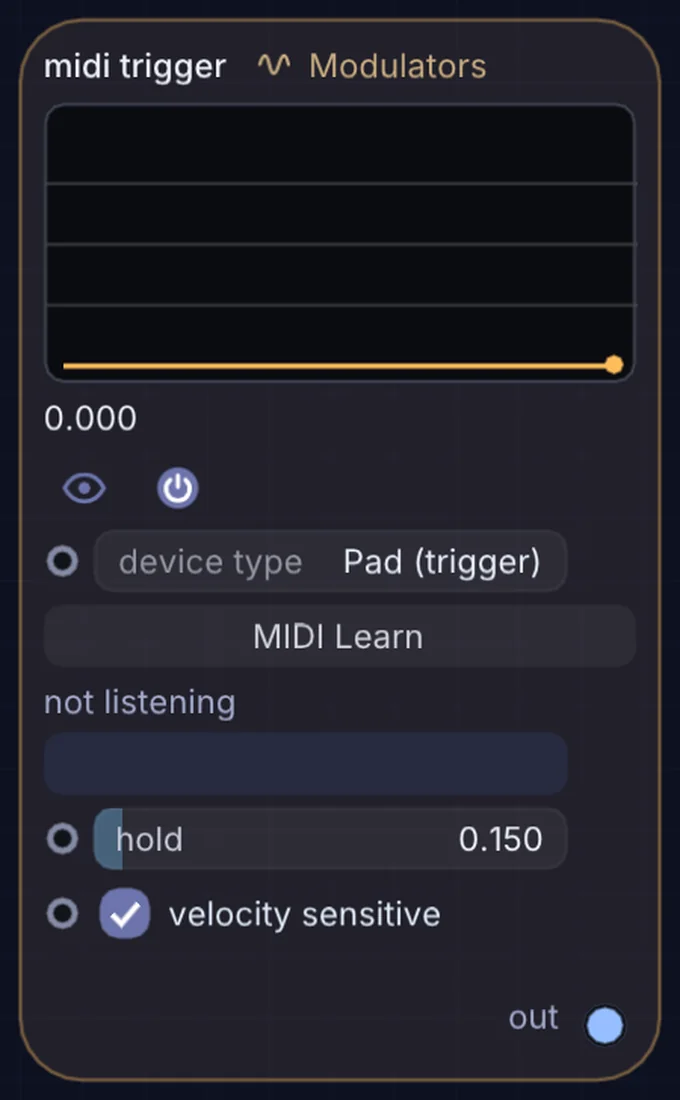 midi trigger Modulators
0.000
device type Pad (trigger)
MIDI Learn
not listening
hold 0.150
velocity sensitive
out